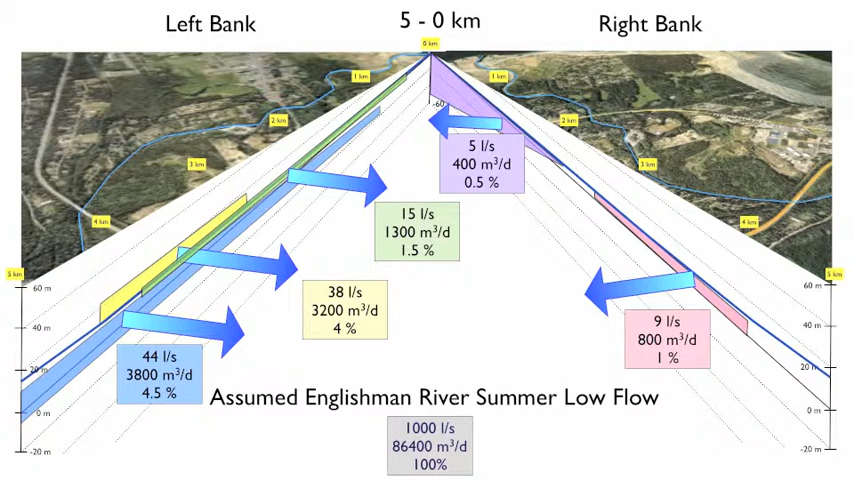 Left Bank
5 - 0 km
Right Bank
0 km
1 km
1 km
2 km
2 km
3 km
3 km
4 km
4 km
5 km
5 km
-60
5 l/s
400 m³/d
0.5 %
15 l/s
1300 m³/d
1.5 %
38 l/s
3200 m³/d
4 %
9 l/s
800 m³/d
1 %
44 l/s
3800 m³/d
4.5 %
60 m
40 m
20 m
0 m
-20 m
60 m
40 m
20 m
0 m
-20 m
Assumed Englishman River Summer Low Flow
1000 l/s
86400 m³/d
100%